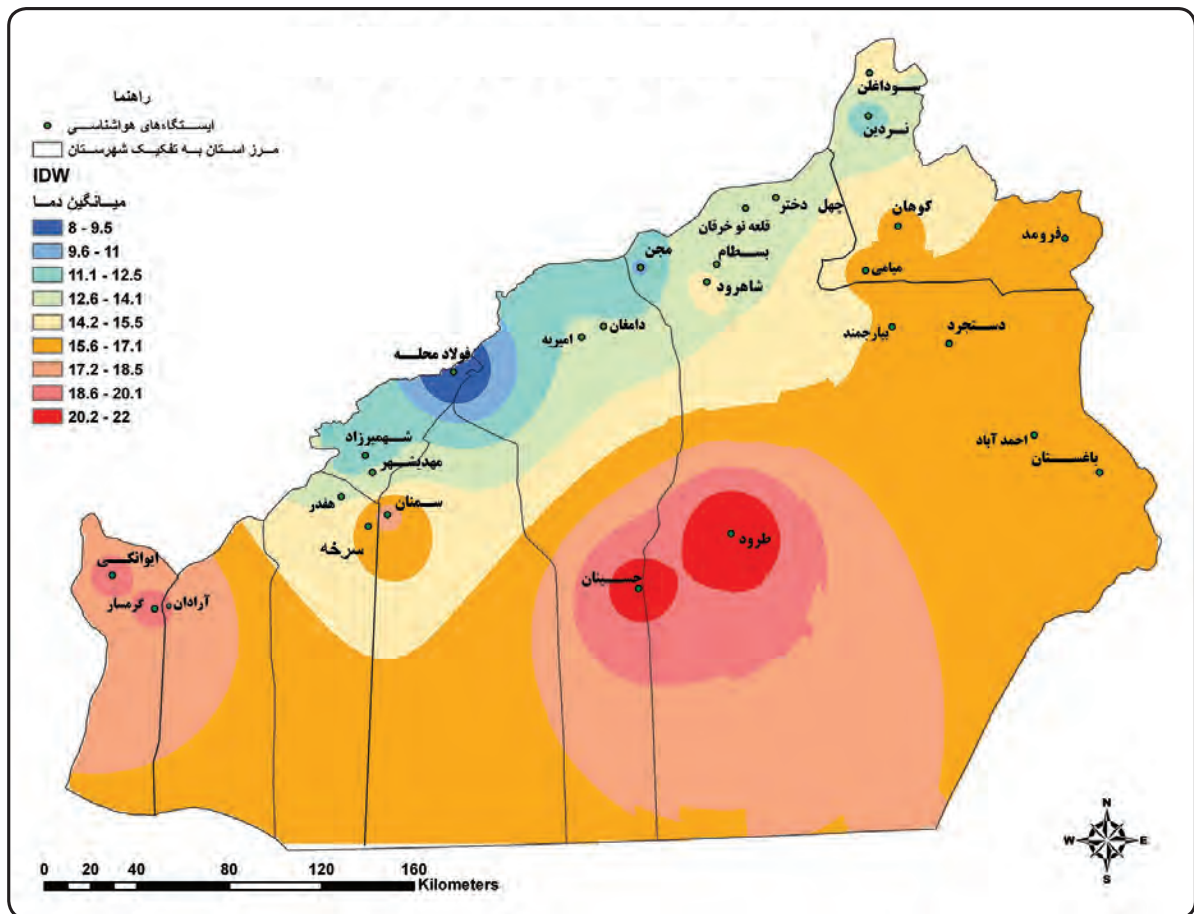 راهنما
ایستگاه‌های هواشناسی
مرز استان به تفکیک شهرستان
IDW
میانگین دما
8 - 9.5
9.6 - 11
11.1 - 12.5
12.6 - 14.1
14.2 - 15.5
15.6 - 17.1
17.2 - 18.5
18.6 - 20.1
20.2 - 22
سوداغلن
نردین
چهل دختر
قلعه نو خرقان
کوهان
فرومد
مجن
بسطام
میامی
شاهرود
دامغان
امیریه
بیارجمند
دستجرد
فولاد محله
شهمیرزاد
مهدیشهر
احمد آباد
باغستان
هفدر
سمنان
سرخه
طرود
ایوانکی
حسینان
گرمسار
آرادان
N
W E
S
0 20 40 80 120 160
Kilometers